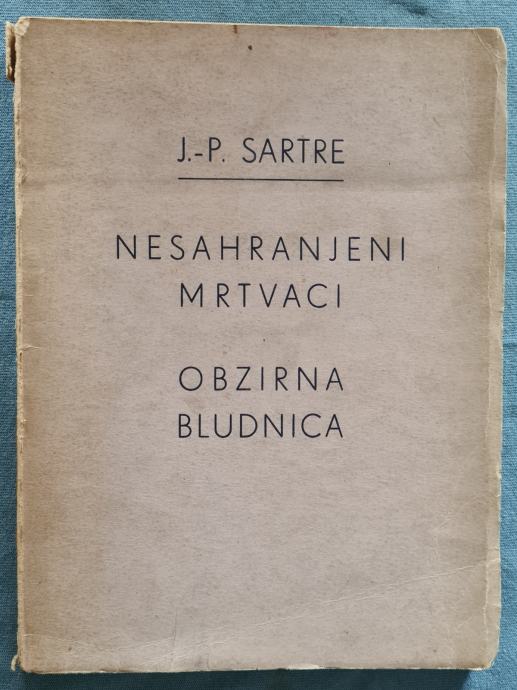 J.-P. SARTRE
NESAHRANJENI
MRTVACI
OBZIRNA
BLUDNICA